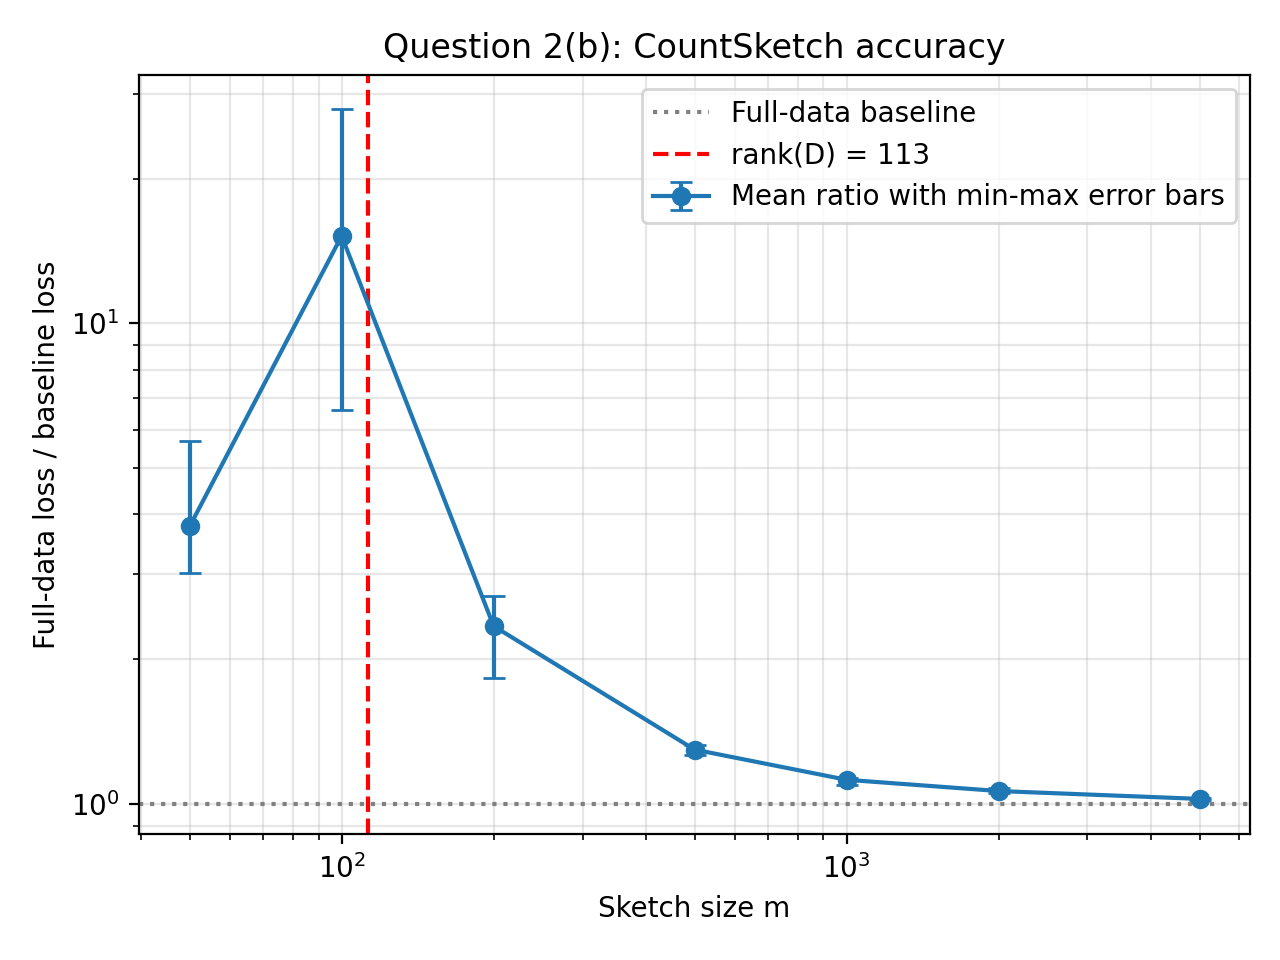 Question 2(b): CountSketch accuracy
Full-data baseline
rank(D) = 113
Mean ratio with min-max error bars
Full-data loss / baseline loss
10¹
10⁰
10²
10³
Sketch size m